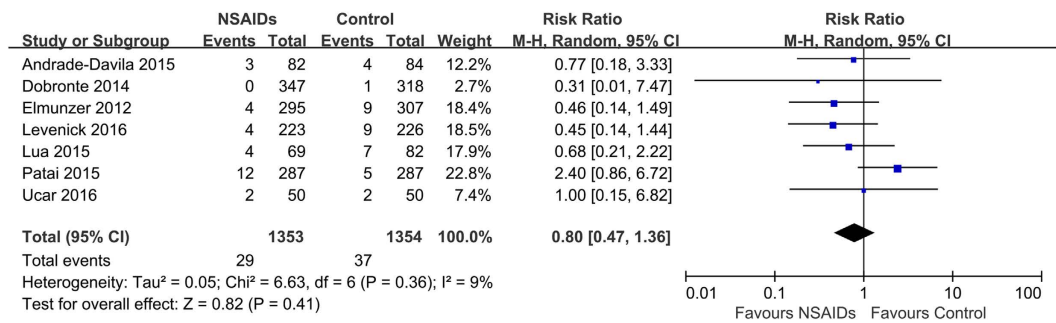 NSAIDs Control Risk Ratio Risk Ratio
Study or Subgroup Events Total Events Total Weight M-H, Random, 95% CI M-H, Random, 95% CI
Andrade-Davila 2015 3 82 4 84 12.2% 0.77 [0.18, 3.33]
Dobronte 2014 0 347 1 318 2.7% 0.31 [0.01, 7.47]
Elmunzer 2012 4 295 9 307 18.4% 0.46 [0.14, 1.49]
Levenick 2016 4 223 9 226 18.5% 0.45 [0.14, 1.44]
Lua 2015 4 69 7 82 17.9% 0.68 [0.21, 2.22]
Patai 2015 12 287 5 287 22.8% 2.40 [0.86, 6.72]
Ucar 2016 2 50 2 50 7.4% 1.00 [0.15, 6.82]
Total (95% CI) 1353 1354 100.0% 0.80 [0.47, 1.36]
Total events 29 37
Heterogeneity: Tau² = 0.05; Chi² = 6.63, df = 6 (P = 0.36); I² = 9%
Test for overall effect: Z = 0.82 (P = 0.41)
0.01 0.1 1 10 100
Favours NSAIDs Favours Control